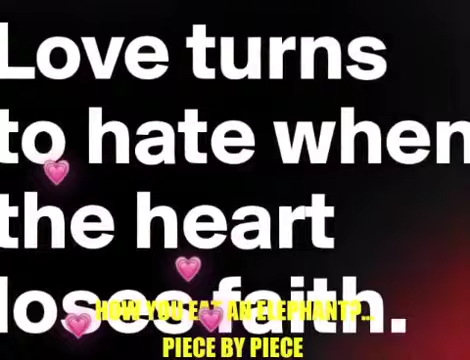 Love turns
to hate when
the heart
loses faith.
HOW YOU EAT AN ELEPHANT?..
PIECE BY PIECE